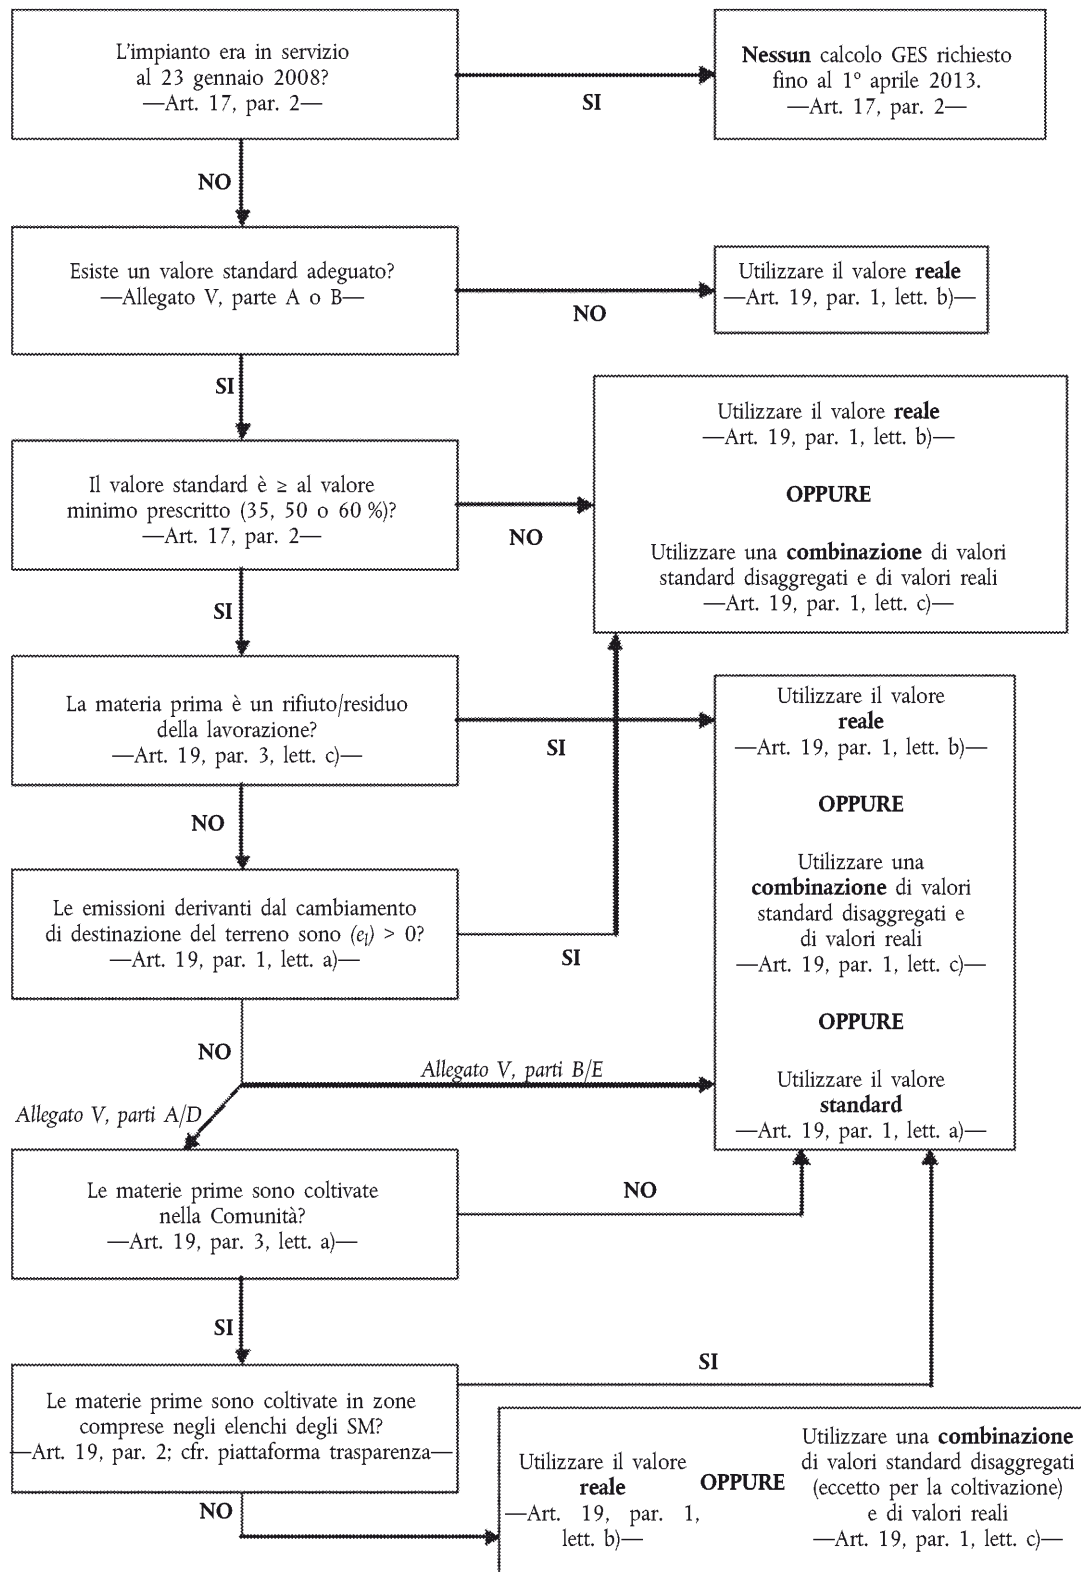 L'impianto era in servizio
al 23 gennaio 2008?
—Art. 17, par. 2—
SI
Nessun calcolo GES richiesto
fino al 1° aprile 2013.
—Art. 17, par. 2—
NO
Esiste un valore standard adeguato?
—Allegato V, parte A o B—
NO
Utilizzare il valore reale
—Art. 19, par. 1, lett. b)—
SI
Il valore standard è ≥ al valore
minimo prescritto (35, 50 o 60 %)?
—Art. 17, par. 2—
NO
Utilizzare il valore reale
—Art. 19, par. 1, lett. b)—
OPPURE
Utilizzare una combinazione di valori
standard disaggregati e di valori reali
—Art. 19, par. 1, lett. c)—
SI
La materia prima è un rifiuto/residuo
della lavorazione?
—Art. 19, par. 3, lett. c)—
SI
Utilizzare il valore
reale
—Art. 19, par. 1, lett. b)—
OPPURE
Utilizzare una
combinazione di valori
standard disaggregati e
di valori reali
—Art. 19, par. 1, lett. c)—
OPPURE
Utilizzare il valore
standard
—Art. 19, par. 1, lett. a)—
NO
Le emissioni derivanti dal cambiamento
di destinazione del terreno sono (el) > 0?
—Art. 19, par. 1, lett. a)—
SI
NO
Allegato V, parti B/E
Allegato V, parti A/D
Le materie prime sono coltivate
nella Comunità?
—Art. 19, par. 3, lett. a)—
NO
SI
Le materie prime sono coltivate in zone
comprese negli elenchi degli SM?
—Art. 19, par. 2; cfr. piattaforma trasparenza—
SI
NO
Utilizzare il valore
reale
—Art. 19, par. 1,
lett. b)—
OPPURE
Utilizzare una combinazione
di valori standard disaggregati
(eccetto per la coltivazione)
e di valori reali
—Art. 19, par. 1, lett. c)—